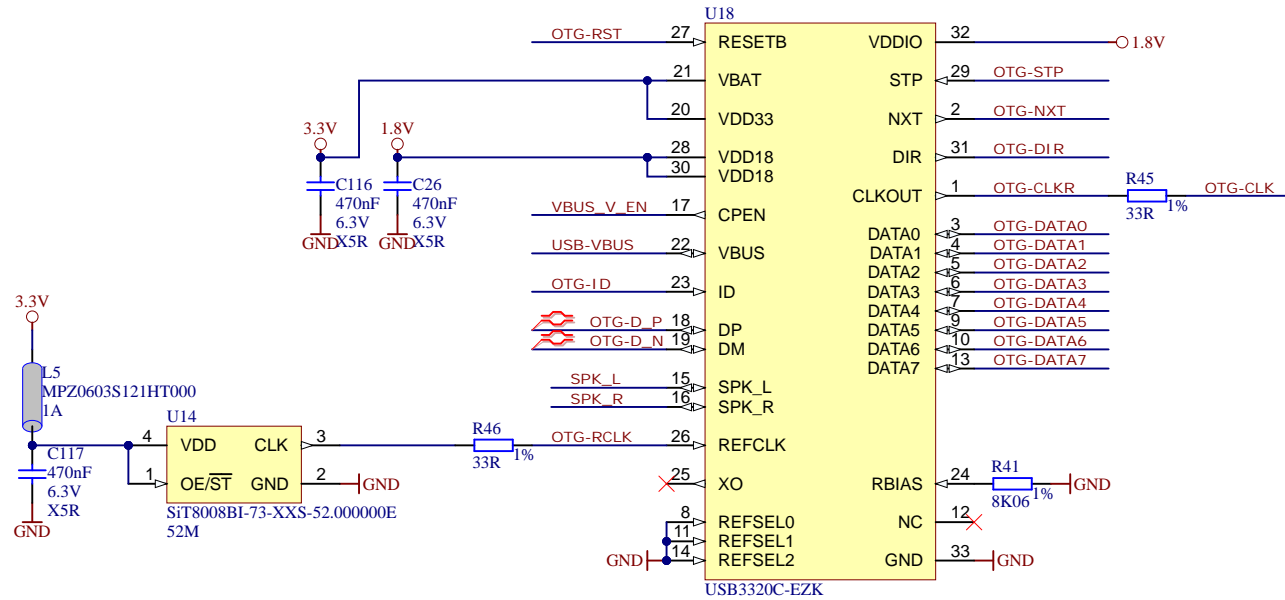 U18
OTG-RST 27 RESETB VDDIO 32 1.8V
21 VBAT STP 29 OTG-STP
20 VDD33 NXT 2 OTG-NXT
3.3V 1.8V
28 VDD18 DIR 31 OTG-DIR
30 VDD18
C116 C26
470nF 470nF
6.3V 6.3V
X5R X5R
GND GND
CLKOUT 1 OTG-CLKR R45 OTG-CLK
33R 1%
VBUS_V_EN 17 CPEN
DATA0 3 OTG-DATA0
USB-VBUS 22 VBUS DATA1 4 OTG-DATA1
DATA2 5 OTG-DATA2
OTG-ID 23 ID DATA3 6 OTG-DATA3
DATA4 7 OTG-DATA4
OTG-D_P 18 DP DATA5 9 OTG-DATA5
OTG-D_N 19 DM DATA6 10 OTG-DATA6
DATA7 13 OTG-DATA7
3.3V
L5
MPZ0603S121HT000
1A
SPK_L 15 SPK_L
SPK_R 16 SPK_R
U14
4 VDD CLK 3 R46 OTG-RCLK 26 REFCLK
33R 1%
C117
470nF
6.3V
X5R
GND
1 OE/ST GND 2 GND
SiT8008BI-73-XXS-52.000000E
52M
25 XO RBIAS 24 R41 GND
8K06 1%
8 REFSEL0 NC 12
11 REFSEL1
GND 14 REFSEL2 GND 33 GND
USB3320C-EZK